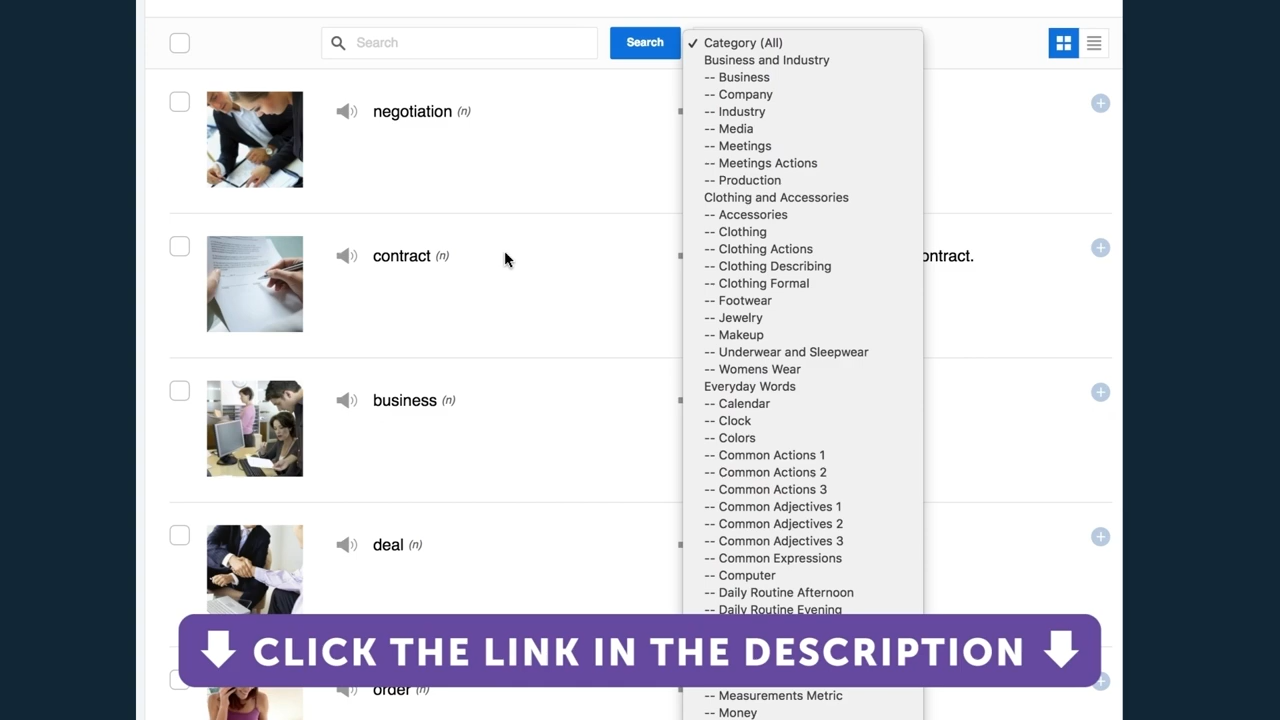 Search
Search
✓ Category (All)
Business and Industry
-- Business
-- Company
-- Industry
-- Media
-- Meetings
-- Meetings Actions
-- Production
Clothing and Accessories
-- Accessories
-- Clothing
-- Clothing Actions
-- Clothing Describing
-- Clothing Formal
-- Footwear
-- Jewelry
-- Makeup
-- Underwear and Sleepwear
-- Womens Wear
Everyday Words
-- Calendar
-- Clock
-- Colors
-- Common Actions 1
-- Common Actions 2
-- Common Actions 3
-- Common Adjectives 1
-- Common Adjectives 2
-- Common Adjectives 3
-- Common Expressions
-- Computer
-- Daily Routine Afternoon
-- Daily Routine Evening
-- Measurements Metric
-- Money
negotiation (n)
contract (n)
ontract.
business (n)
deal (n)
order (n)
CLICK THE LINK IN THE DESCRIPTION